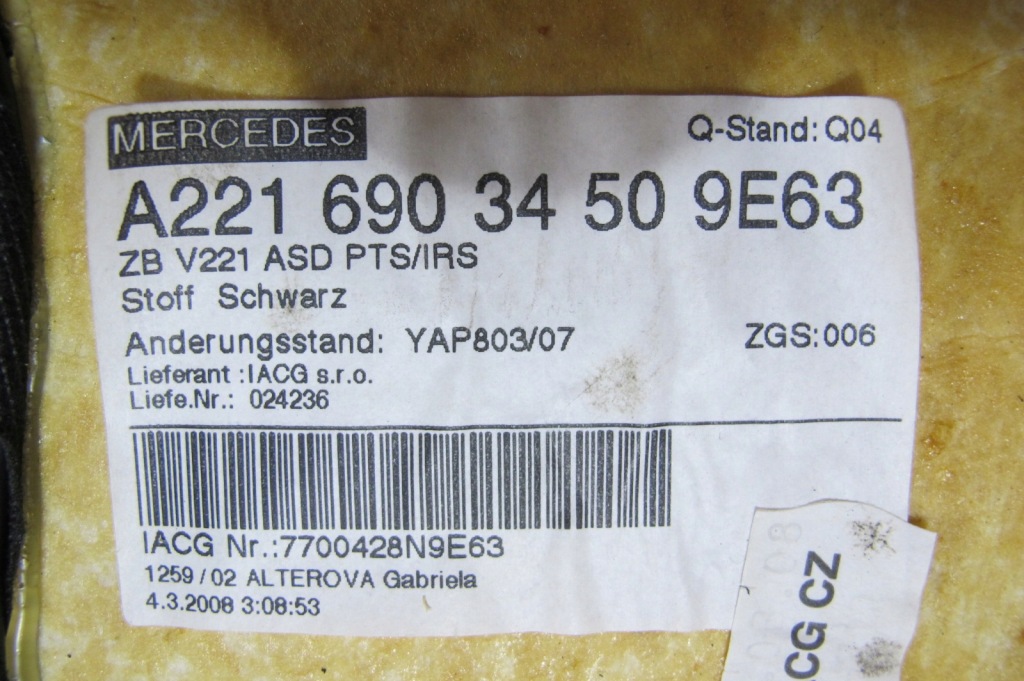 MERCEDES
Q-Stand: Q04
A221 690 34 50 9E63
ZB V221 ASD PTS/IRS
Stoff Schwarz
Anderungsstand: YAP803/07 ZGS:006
Lieferant :IACG s.r.o.
Liefe.Nr.: 024236
IACG Nr.:7700428N9E63
1259 / 02 ALTEROVA Gabriela
4.3.2008 3:08:53
ACG CZ